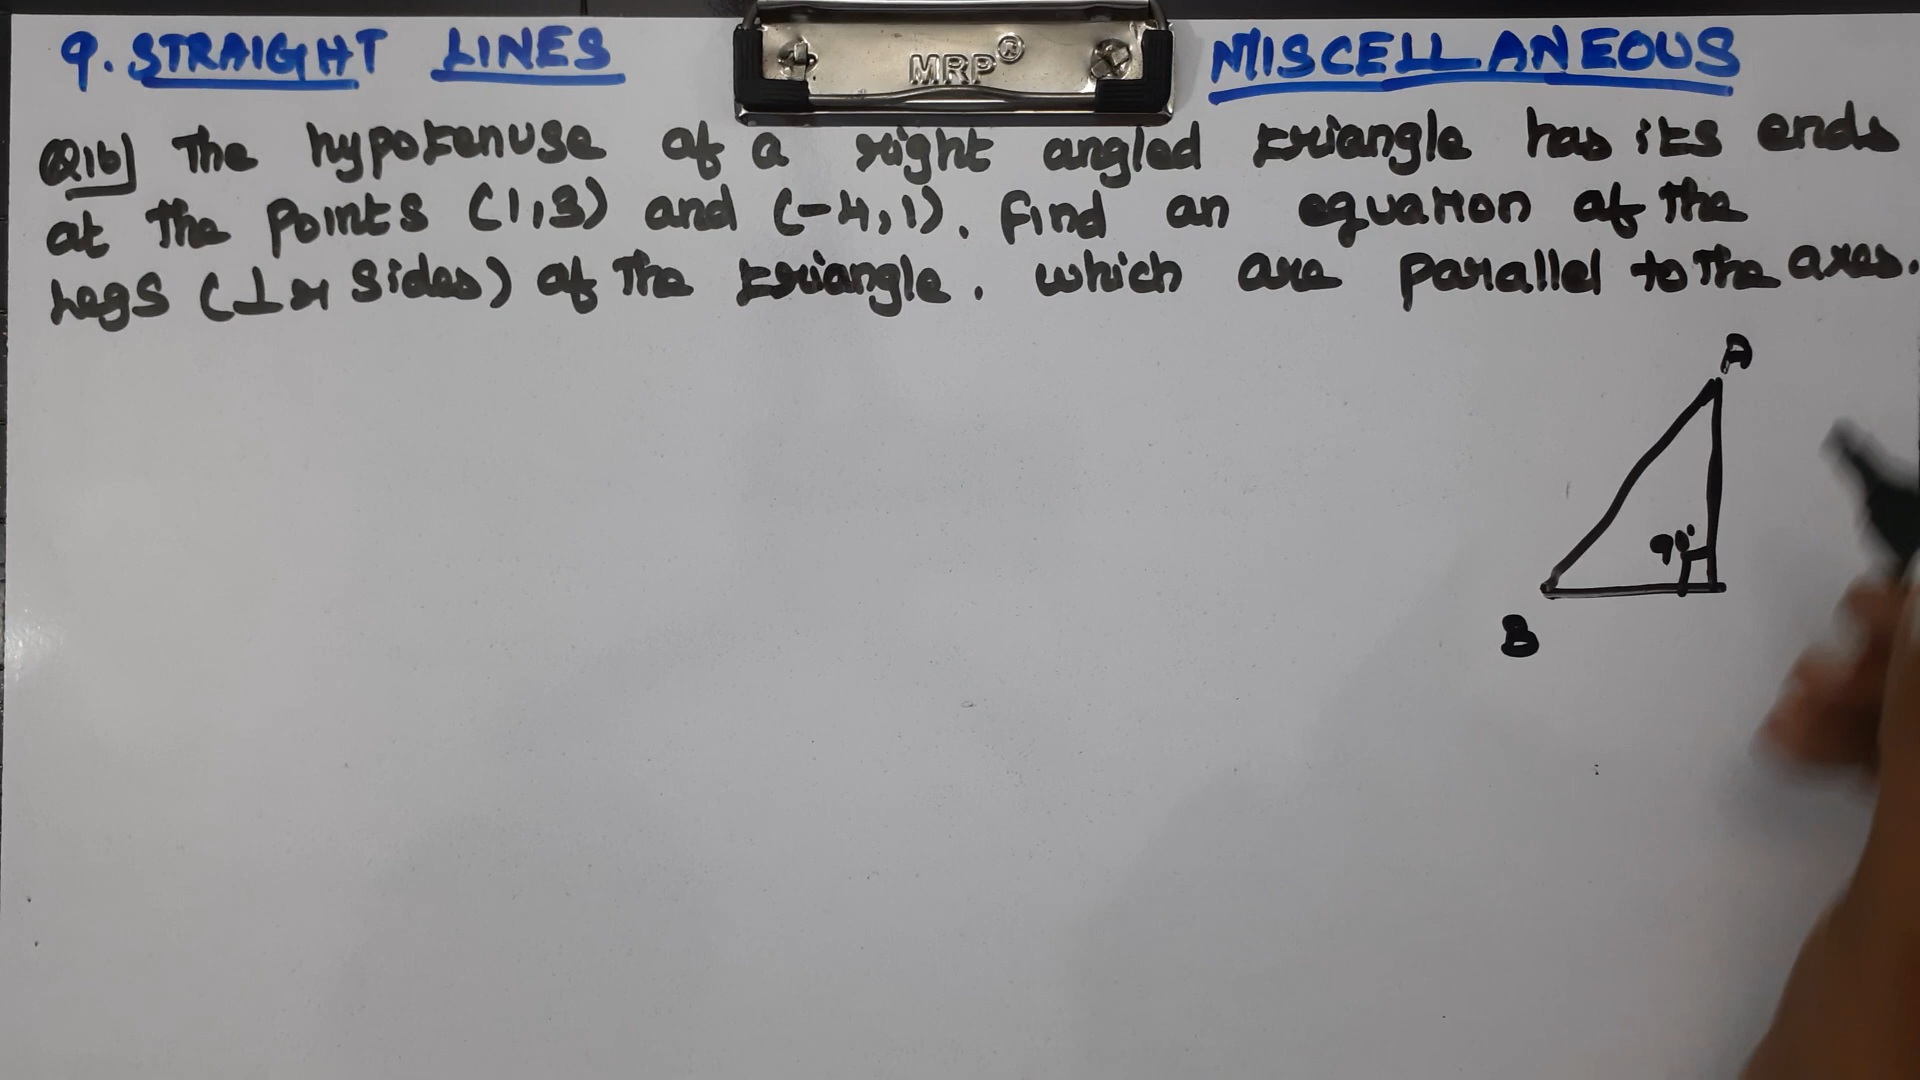 9. STRAIGHT LINES
MRP®
MISCELLANEOUS
Q16) The hypotenuse of a right angled triangle has its ends
at the points (1,3) and (-4,1). Find an equation of the
legs (⊥r sides) of the triangle. which are parallel to the axes.
A
90°
B